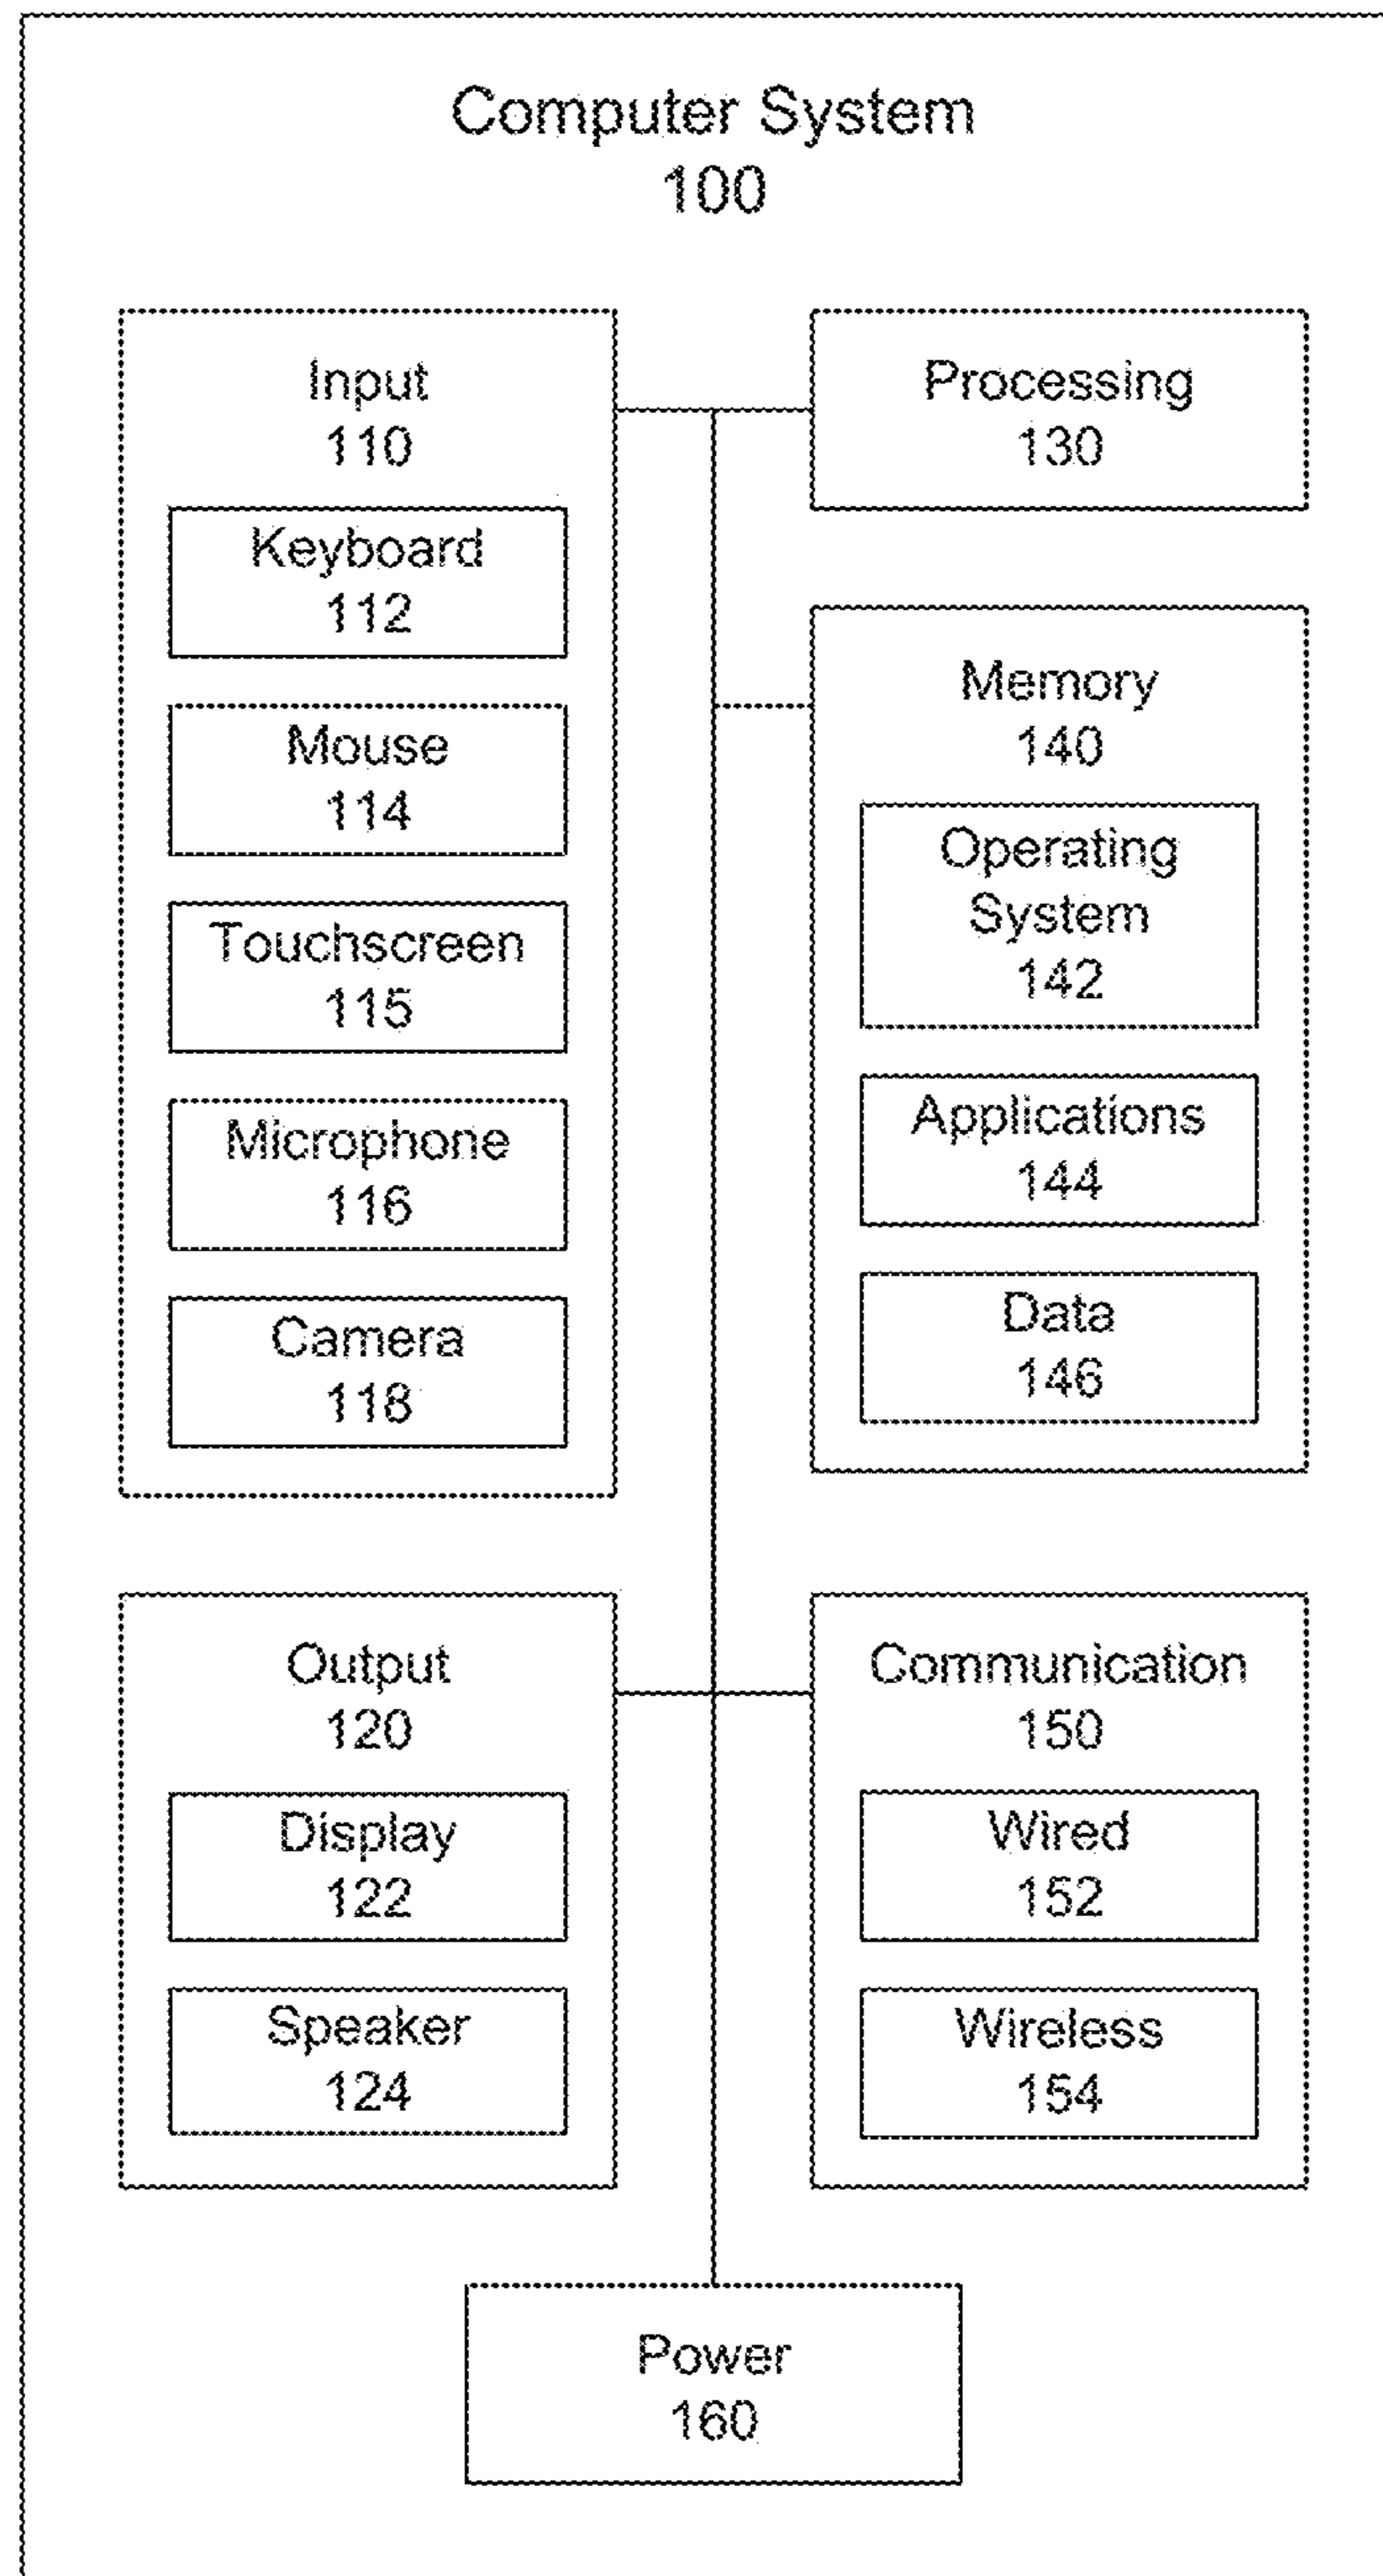 Computer System
100
Input
110
Keyboard
112
Mouse
114
Touchscreen
115
Microphone
116
Camera
118
Output
120
Display
122
Speaker
124
Processing
130
Memory
140
Operating
System
142
Applications
144
Data
146
Communication
150
Wired
152
Wireless
154
Power
160